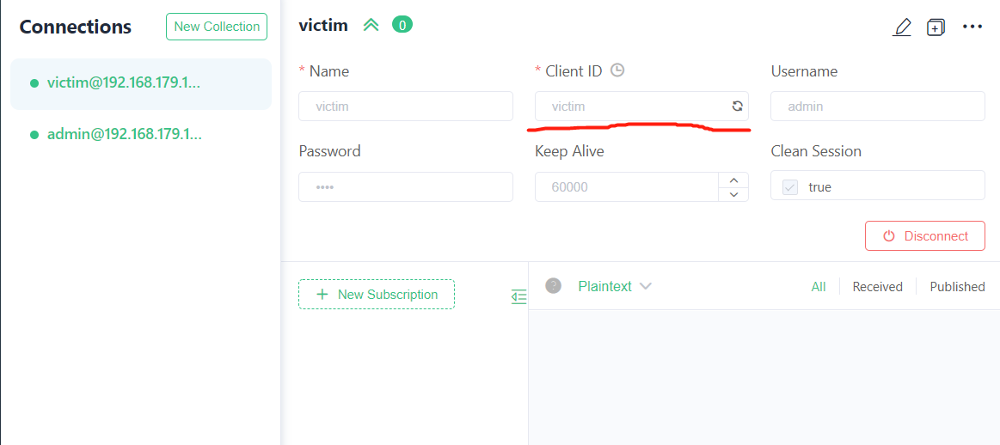 Connections
New Collection
victim@192.168.179.1...
admin@192.168.179.1...
victim 0
* Name
* Client ID
Username
victim
victim
admin
Password
Keep Alive
Clean Session
••••
60000
true
Disconnect
+ New Subscription
? Plaintext
All
Received
Published